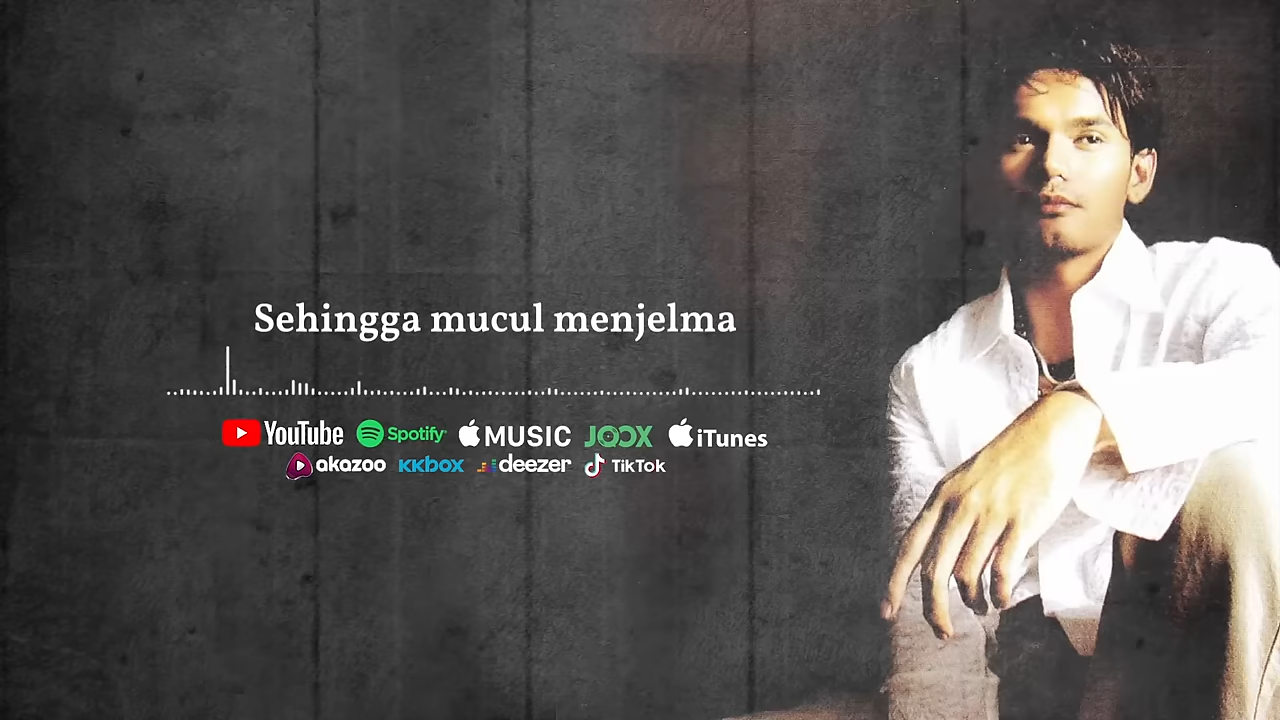 Sehingga mucul menjelma
YouTube Spotify MUSIC JOOX iTunes
akazoo KKBOX deezer TikTok